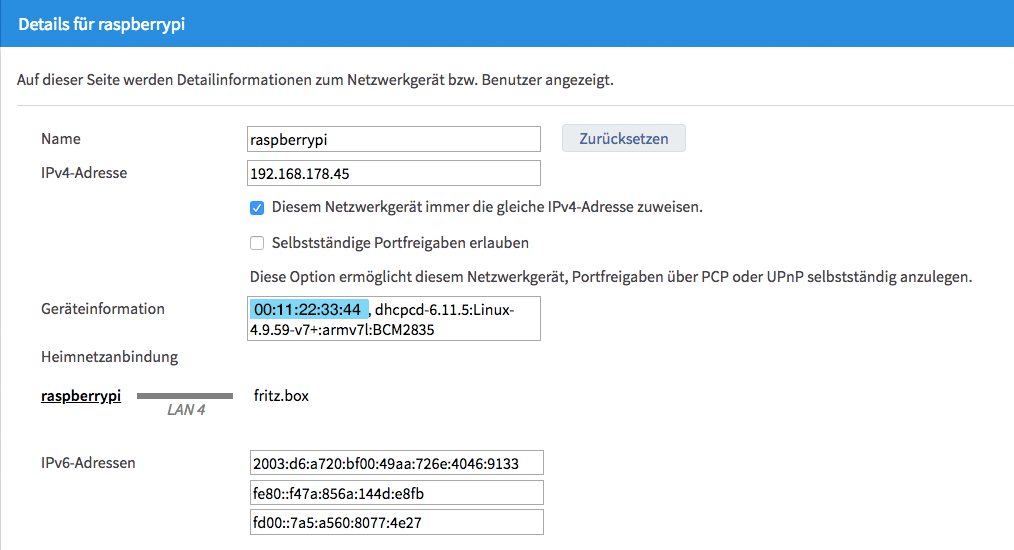 Details für raspberrypi
Auf dieser Seite werden Detailinformationen zum Netzwerkgerät bzw. Benutzer angezeigt.
Name raspberrypi Zurücksetzen
IPv4-Adresse 192.168.178.45
Diesem Netzwerkgerät immer die gleiche IPv4-Adresse zuweisen.
Selbstständige Portfreigaben erlauben
Diese Option ermöglicht diesem Netzwerkgerät, Portfreigaben über PCP oder UPnP selbstständig anzulegen.
Geräteinformation 00:11:22:33:44 , dhcpcd-6.11.5:Linux-
4.9.59-v7+:armv7l:BCM2835
Heimnetzanbindung
raspberrypi LAN 4 fritz.box
IPv6-Adressen 2003:d6:a720:bf00:49aa:726e:4046:9133
fe80::f47a:856a:144d:e8fb
fd00::7a5:a560:8077:4e27